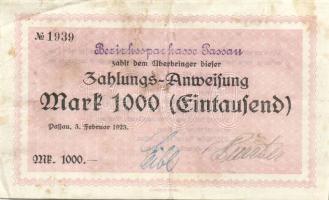 № 1939
Bezirkssparkasse Passau
zahlt dem Überbringer dieser
Zahlungs-Anweisung
Mark 1000 (Eintausend)
Passau, 3. Februar 1923.
Mk. 1000.—